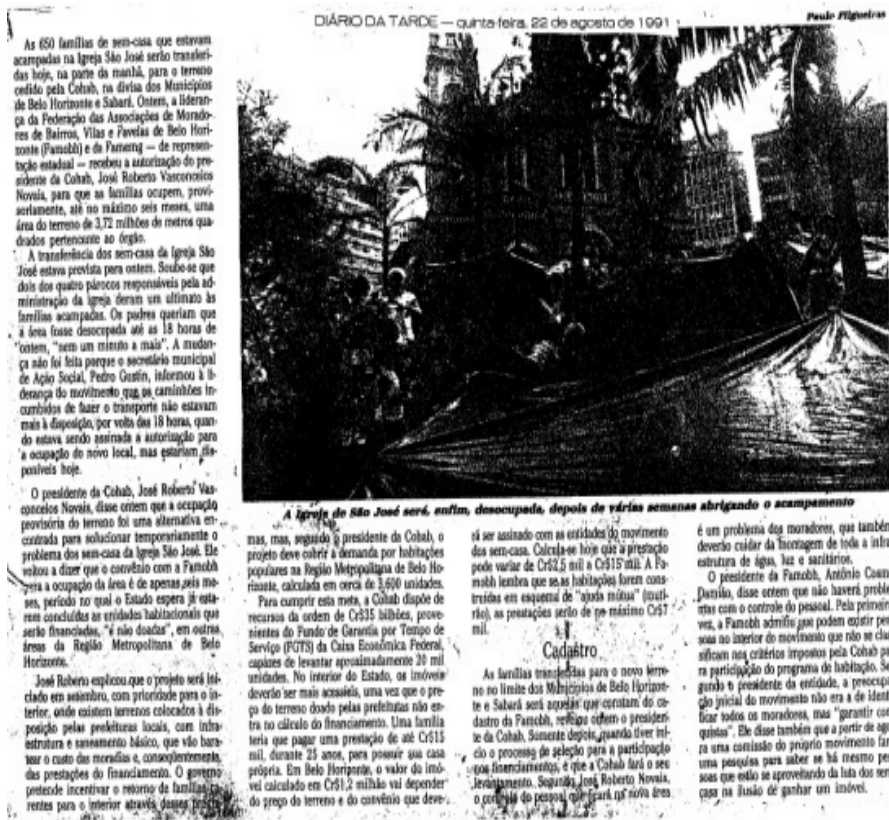 DIÁRIO DA TARDE — quinta-feira, 22 de agosto de 1991
Paulo Filgueiras
As 650 famílias de sem-casa que estavam
acampadas na Igreja São José serão transferi-
das hoje, na parte da manhã, para o terreno
cedido pela Cohab, na divisa dos Municípios
de Belo Horizonte e Sabará. Ontem, a lideran-
ça da Federação das Associações de Morado-
res de Bairros, Vilas e Favelas de Belo Hori-
zonte (Famobh) e da Famemg — de represen-
tação estadual — recebeu a autorização do pre-
sidente da Cohab, José Roberto Vasconcelos
Novais, para que as famílias ocupem, provi-
soriamente, até no máximo seis meses, uma
área do terreno de 3,72 milhões de metros qua-
drados pertencente ao órgão.
A transferência dos sem-casa da Igreja São
José estava prevista para ontem. Soube-se que
dois dos quatro párocos responsáveis pela ad-
ministração da igreja deram um ultimato às
famílias acampadas. Os padres queriam que
a área fosse desocupada até as 18 horas de
ontem, "nem um minuto a mais". A mudan-
ça não foi feita porque o secretário municipal
de Ação Social, Pedro Gustin, informou à li-
derança do movimento que os caminhões in-
cumbidos de fazer o transporte não estavam
mais à disposição, por volta das 18 horas, quan-
do estava sendo assinada a autorização para
a ocupação do novo local, mas estariam dis-
poníveis hoje.
O presidente da Cohab, José Roberto Vas-
concelos Novais, disse ontem que a ocupação
provisória do terreno foi uma alternativa en-
contrada para solucionar temporariamente o
problema dos sem-casa da Igreja São José. Ele
voltou a dizer que o convênio com a Famobh
para a ocupação da área é de apenas seis me-
ses, período no qual o Estado espera já esta-
rem concluídas as unidades habitacionais que
serão financiadas, "e não doadas", em outras
áreas da Região Metropolitana de Belo
Horizonte.
José Roberto explicou que o projeto será ini-
ciado em setembro, com prioridade para o in-
terior, onde existem terrenos colocados à dis-
posição pelas prefeituras locais, com infra-
estrutura e saneamento básico, que vão bara-
tear o custo das moradias e, conseqüentemente,
das prestações do financiamento. O governo
pretende incentivar o retorno de famílias ca-
rentes para o interior através desses
A Igreja de São José será, enfim, desocupada, depois de várias semanas abrigando o acampamento
mas, mas, segundo o presidente da Cohab, o
projeto deve cobrir a demanda por habitações
populares na Região Metropolitana de Belo Ho-
rizonte, calculada em cerca de 3.600 unidades.
Para cumprir esta meta, a Cohab dispõe de
recursos da ordem de Cr$35 bilhões, prove-
nientes do Fundo de Garantia por Tempo de
Serviço (FGTS) da Caixa Econômica Federal,
capazes de levantar aproximadamente 20 mil
unidades. No interior do Estado, os imóveis
deverão ser mais acessíveis, uma vez que o pre-
ço do terreno doado pelas prefeituras não en-
tra no cálculo do financiamento. Uma família
teria que pagar uma prestação de até Cr$15
mil, durante 25 anos, para possuir sua casa
própria. Em Belo Horizonte, o valor do imó-
vel calculado em Cr$1,2 milhão vai depender
do preço do terreno e do convênio que deve-
rá ser assinado com as entidades do movimento
dos sem-casa. Calcula-se hoje que a prestação
pode variar de Cr$2,5 mil a Cr$15 mil. A Fa-
mobh lembra que se as habitações forem cons-
truídas em esquema de "ajuda mútua" (muti-
rão), as prestações serão de no máximo Cr$7
mil.
Cadastro
As famílias transferidas para o novo terre-
no no limite dos Municípios de Belo Horizon-
te e Sabará serão aquelas que constam do ca-
dastro da Famobh, ontem o presiden-
te da Cohab. Somente depois, quando tiver iní-
cio o processo de seleção para a participação
nos financiamentos, é que a Cohab fará o seu
levantamento. Segundo José Roberto Novais,
o controle do pessoal que ficará na nova área
é um problema dos moradores, que também
deverão cuidar da montagem de toda a infra-
estrutura de água, luz e sanitários.
O presidente da Famobh, Antônio Cosme
Damião, disse ontem que não haverá proble-
mas com o controle do pessoal. Pela primeira
vez, a Famobh admitiu que podem existir pes-
soas no interior do movimento que não se clas-
sificam nos critérios impostos pela Cohab pa-
ra participação do programa de habitação. Se-
gundo o presidente da entidade, a preocupa-
ção inicial do movimento não era a de identi-
ficar todos os moradores, mas "garantir con-
quistas". Ele disse também que a partir de ago-
ra uma comissão do próprio movimento fará
uma pesquisa para saber se há mesmo pes-
soas que estão se aproveitando da luta dos sem-
casa na ilusão de ganhar um imóvel.